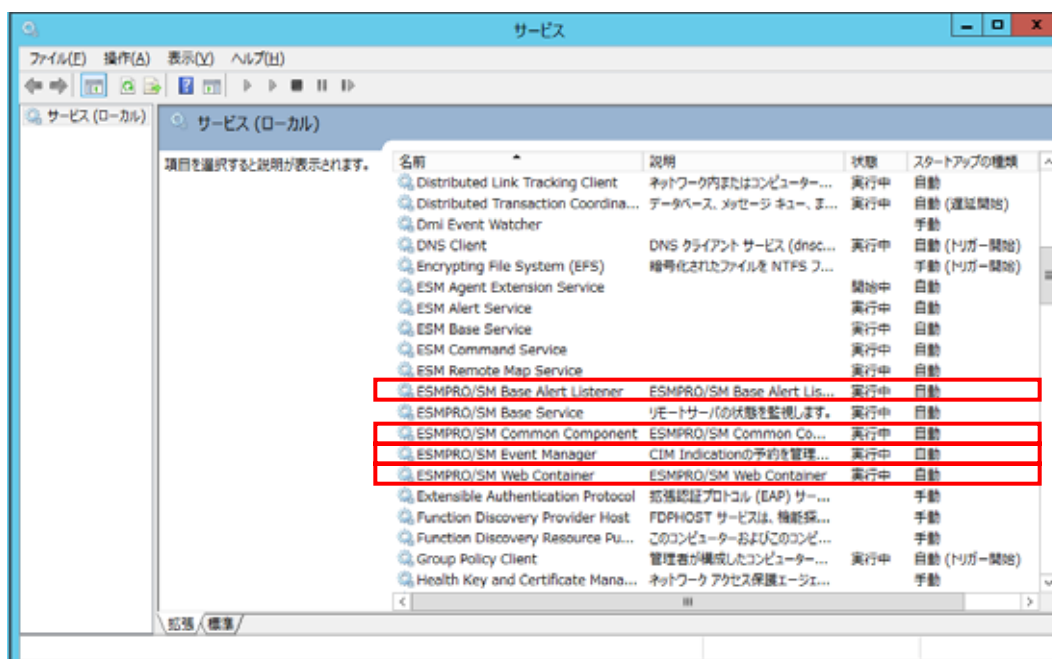 サービス
ファイル(F) 操作(A) 表示(V) ヘルプ(H)
サービス (ローカル)
サービス (ローカル)
項目を選択すると説明が表示されます。
名前 説明 状態 スタートアップの種類
Distributed Link Tracking Client ネットワーク内またはコンピューター... 実行中 自動
Distributed Transaction Coordina... データベース、メッセージ キュー、ま... 実行中 自動 (遅延開始)
Dmi Event Watcher 手動
DNS Client DNS クライアント サービス (dnsc... 実行中 自動 (トリガー開始)
Encrypting File System (EFS) 暗号化されたファイルを NTFS フ... 手動 (トリガー開始)
ESM Agent Extension Service 開始中 自動
ESM Alert Service 実行中 自動
ESM Base Service 実行中 自動
ESM Command Service 実行中 自動
ESM Remote Map Service 実行中 自動
ESMPRO/SM Base Alert Listener ESMPRO/SM Base Alert Lis... 実行中 自動
ESMPRO/SM Base Service リモートサーバの状態を監視します。 実行中 自動
ESMPRO/SM Common Component ESMPRO/SM Common Co... 実行中 自動
ESMPRO/SM Event Manager CIM Indicationの予約を管理... 実行中 自動
ESMPRO/SM Web Container ESMPRO/SM Web Container 実行中 自動
Extensible Authentication Protocol 拡張認証プロトコル (EAP) サー... 手動
Function Discovery Provider Host FDPHOST サービスは、機能探... 手動
Function Discovery Resource Pu... このコンピューターおよびこのコンピ... 手動
Group Policy Client 管理者が構成したコンピューター... 実行中 自動 (トリガー開始)
Health Key and Certificate Mana... ネットワーク アクセス保護エージェ... 手動
拡張 標準